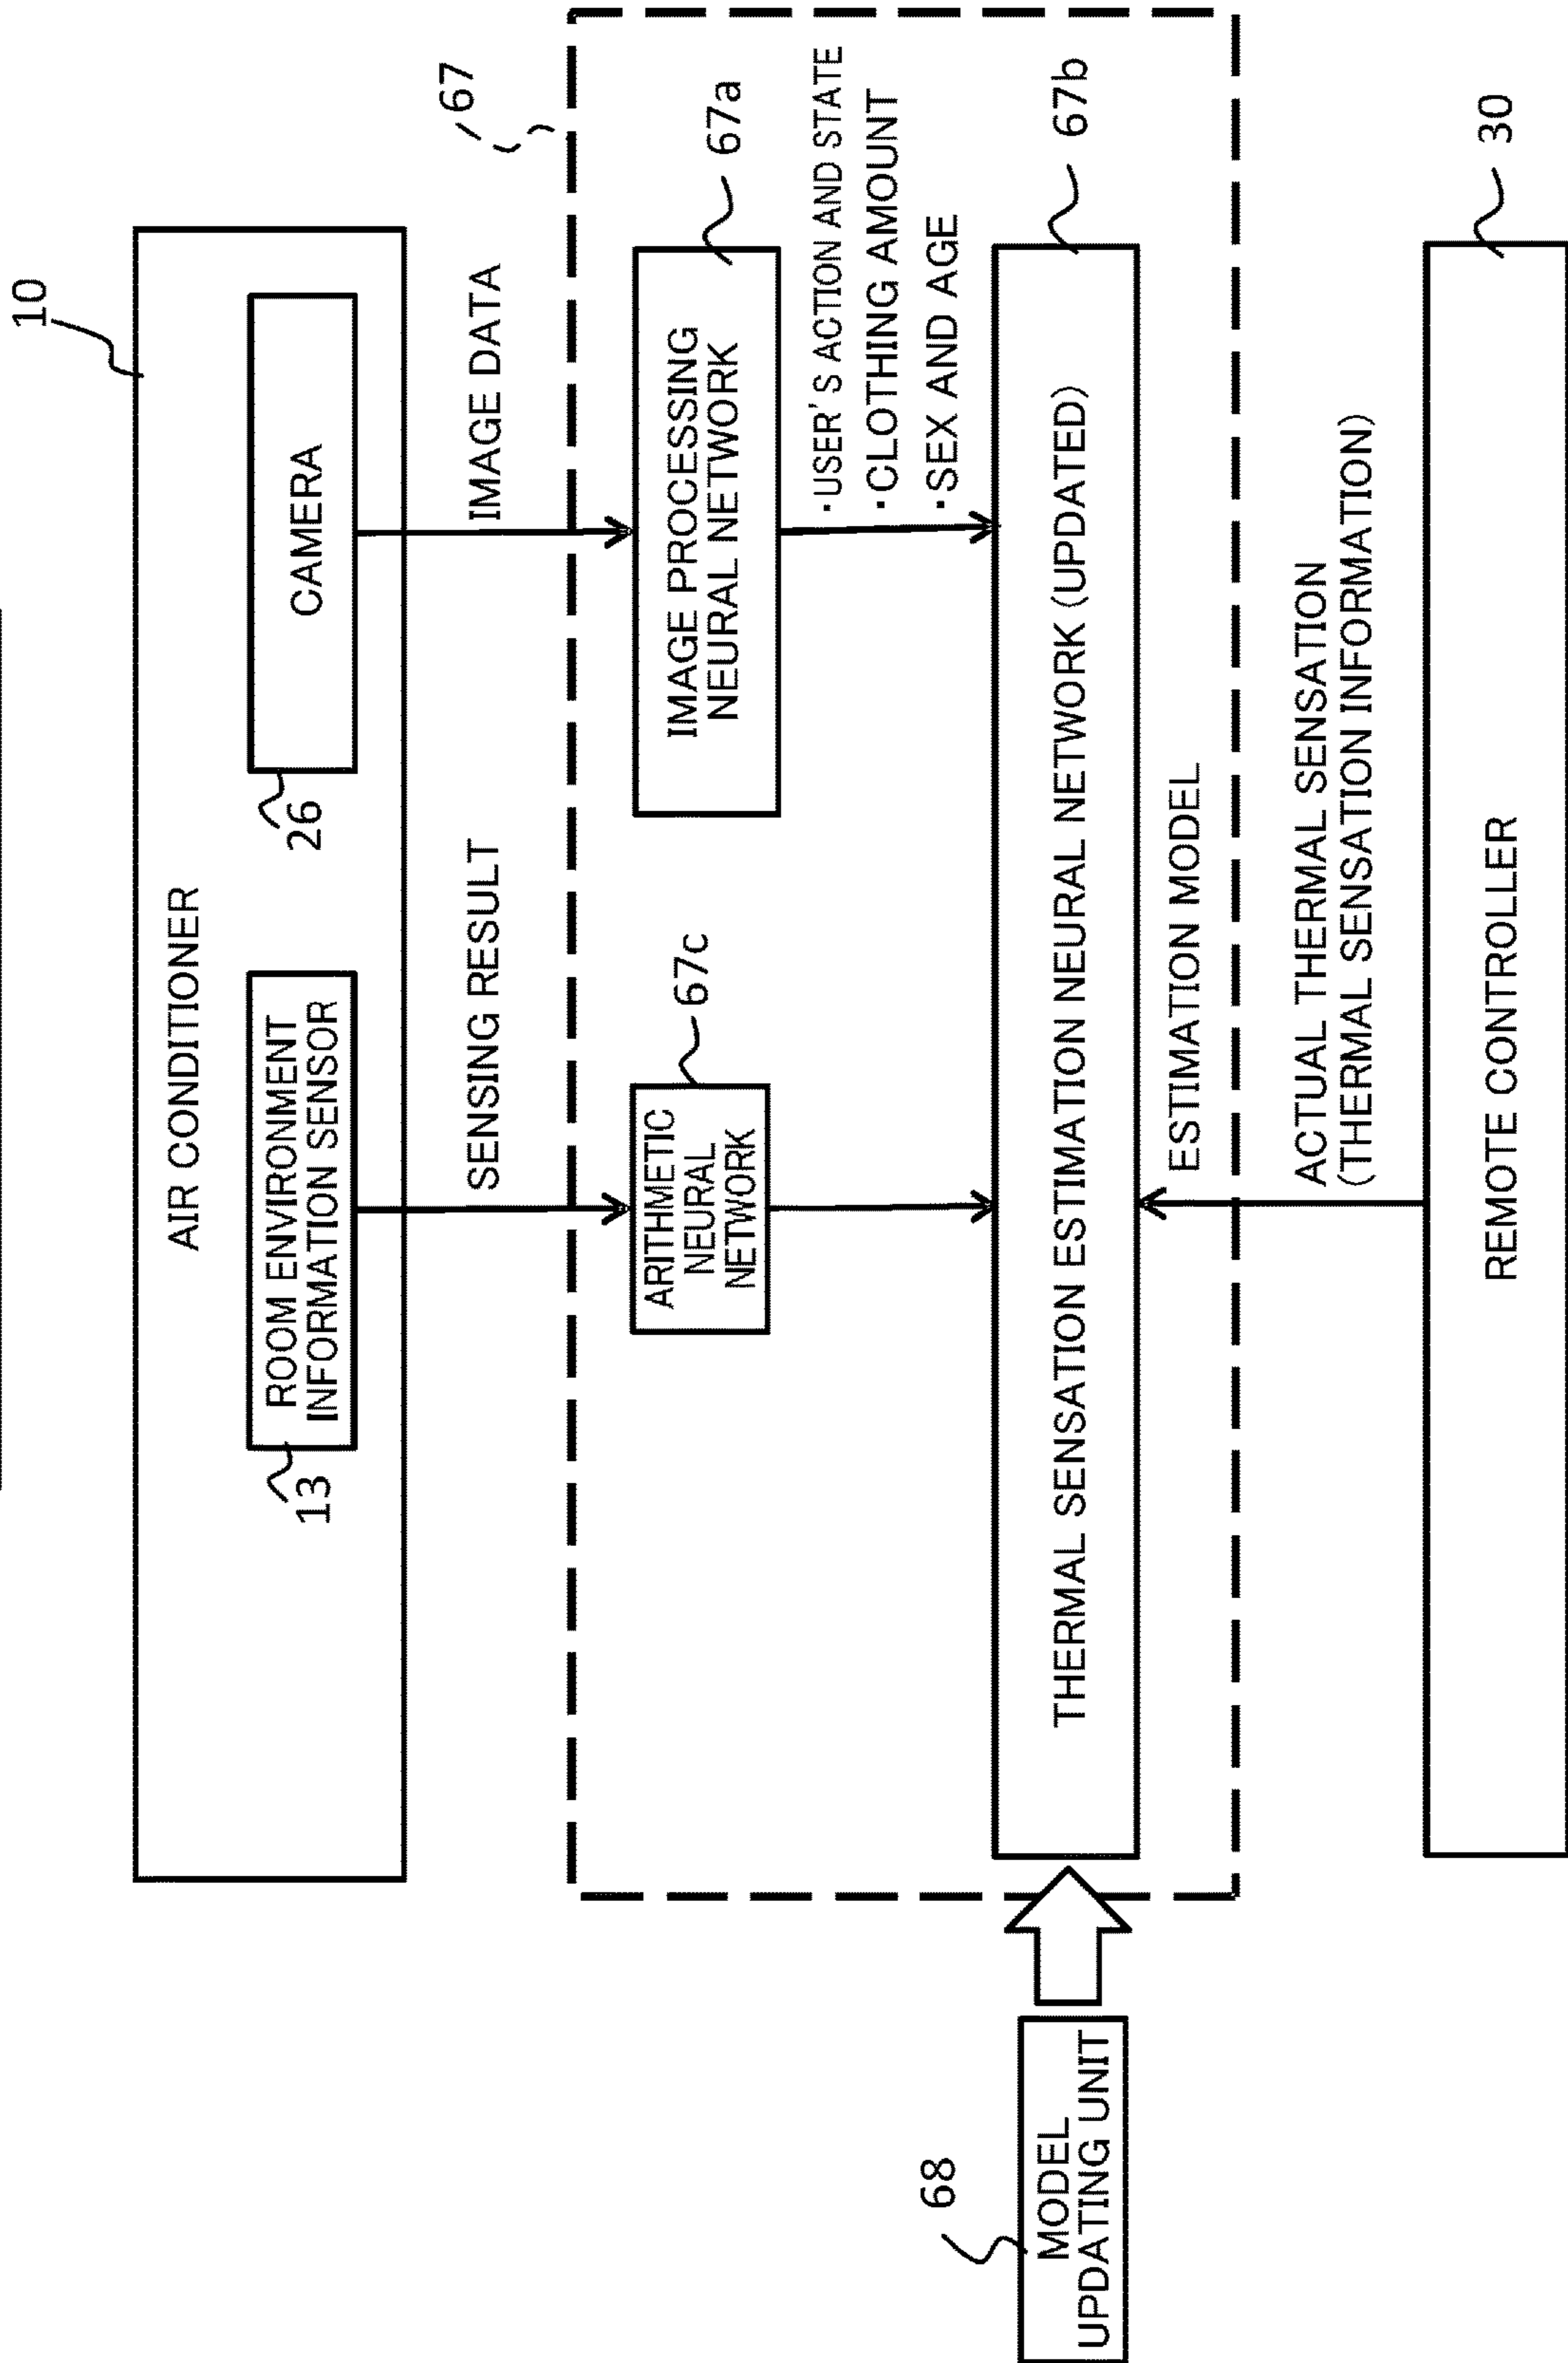 10
AIR CONDITIONER
13
ROOM ENVIRONMENT
INFORMATION SENSOR
26
CAMERA
SENSING RESULT
IMAGE DATA
67
67c
ARITHMETIC
NEURAL
NETWORK
IMAGE PROCESSING
NEURAL NETWORK
67a
・USER'S ACTION AND STATE
・CLOTHING AMOUNT
・SEX AND AGE
68
MODEL
UPDATING UNIT
THERMAL SENSATION ESTIMATION NEURAL NETWORK (UPDATED)
67b
ESTIMATION MODEL
ACTUAL THERMAL SENSATION
(THERMAL SENSATION INFORMATION)
REMOTE CONTROLLER
30